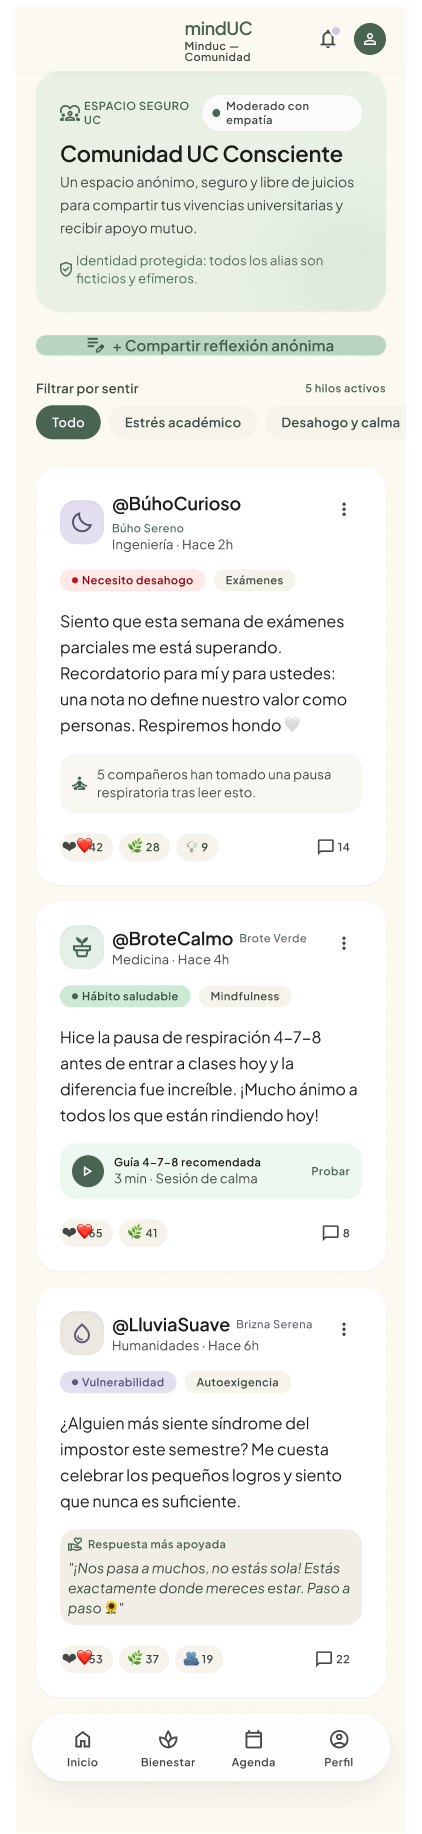 mindUC
Minduc —
Comunidad
ESPACIO SEGURO
UC
Moderado con
empatía
Comunidad UC Consciente
Un espacio anónimo, seguro y libre de juicios
para compartir tus vivencias universitarias y
recibir apoyo mutuo.
Identidad protegida: todos los alias son
ficticios y efímeros.
+ Compartir reflexión anónima
Filtrar por sentir
5 hilos activos
Todo
Estrés académico
Desahogo y calma
@BúhoCurioso
Búho Sereno
Ingeniería · Hace 2h
Necesito desahogo
Exámenes
Siento que esta semana de exámenes
parciales me está superando.
Recordatorio para mí y para ustedes:
una nota no define nuestro valor como
personas. Respiremos hondo 🤍
5 compañeros han tomado una pausa
respiratoria tras leer esto.
❤️42
🌿 28
💡 9
14
@BroteCalmo Brote Verde
Medicina · Hace 4h
Hábito saludable
Mindfulness
Hice la pausa de respiración 4–7–8
antes de entrar a clases hoy y la
diferencia fue increíble. ¡Mucho ánimo a
todos los que están rindiendo hoy!
Guía 4–7–8 recomendada
3 min · Sesión de calma
Probar
❤️65
🌿 41
8
@LluviaSuave Brizna Serena
Humanidades · Hace 6h
Vulnerabilidad
Autoexigencia
¿Alguien más siente síndrome del
impostor este semestre? Me cuesta
celebrar los pequeños logros y siento
que nunca es suficiente.
Respuesta más apoyada
"¡Nos pasa a muchos, no estás sola! Estás
exactamente donde mereces estar. Paso a
paso 🌻"
❤️53
🌿 37
🫂 19
22
Inicio
Bienestar
Agenda
Perfil